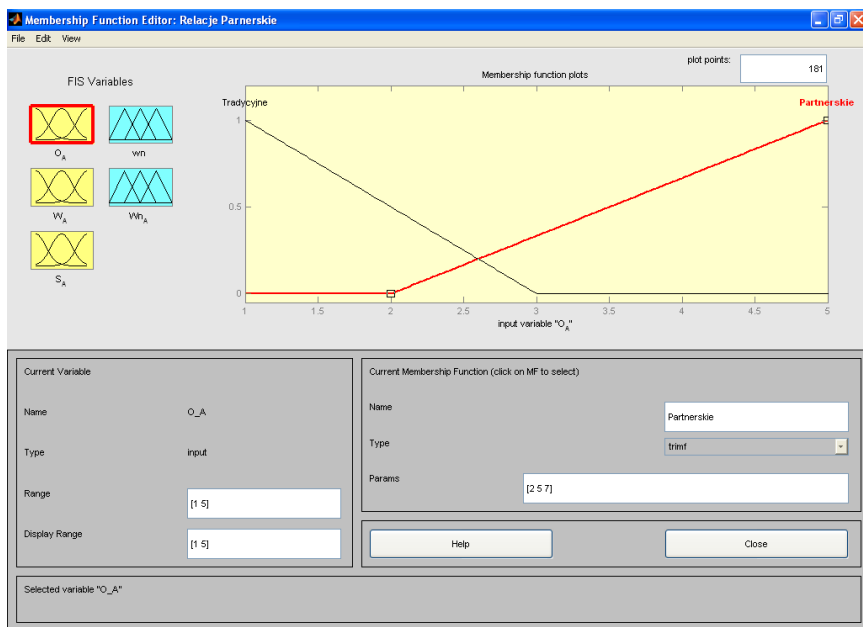 Membership Function Editor: Relacje Parnerskie
File Edit View
FIS Variables
plot points:
181
Membership function plots
O_A
wn
W_A
Wn_A
S_A
Tradycyjne
Partnerskie
1
0.5
0
1 1.5 2 2.5 3 3.5 4 4.5 5
input variable "O_A"
Current Variable
Name O_A
Type input
Range [1 5]
Display Range [1 5]
Current Membership Function (click on MF to select)
Name Partnerskie
Type trimf
Params [2 5 7]
Help Close
Selected variable "O_A"